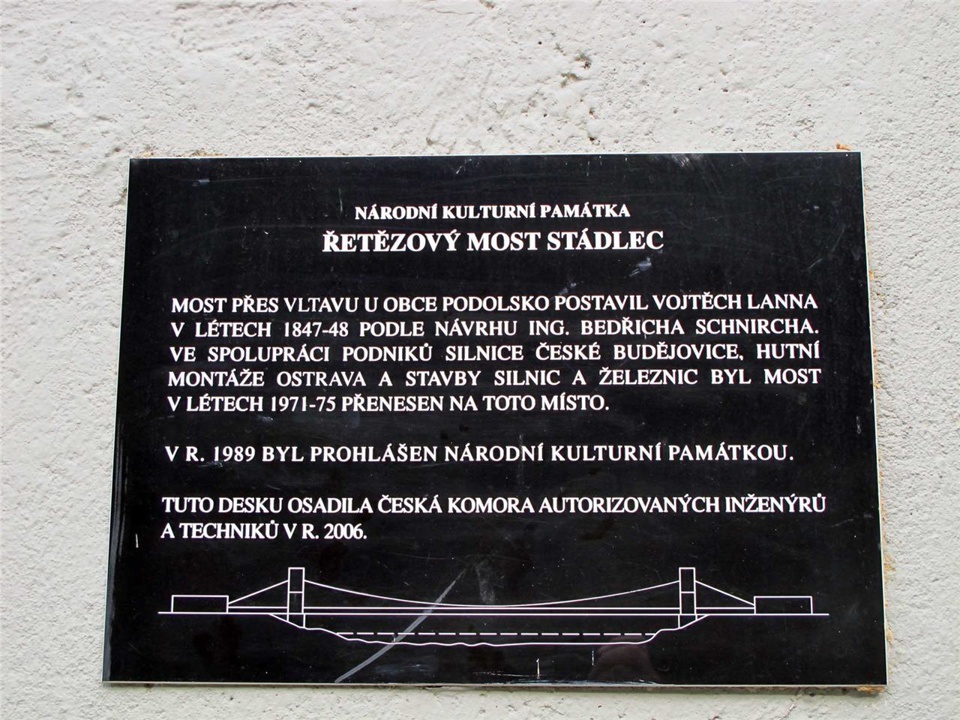 NÁRODNÍ KULTURNÍ PAMÁTKA
ŘETĚZOVÝ MOST STÁDLEC
MOST PŘES VLTAVU U OBCE PODOLSKO POSTAVIL VOJTĚCH LANNA
V LÉTECH 1847-48 PODLE NÁVRHU ING. BEDŘICHA SCHNIRCHA.
VE SPOLUPRÁCI PODNIKŮ SILNICE ČESKÉ BUDĚJOVICE, HUTNÍ
MONTÁŽE OSTRAVA A STAVBY SILNIC A ŽELEZNIC BYL MOST
V LÉTECH 1971-75 PŘENESEN NA TOTO MÍSTO.
V R. 1989 BYL PROHLÁŠEN NÁRODNÍ KULTURNÍ PAMÁTKOU.
TUTO DESKU OSADILA ČESKÁ KOMORA AUTORIZOVANÝCH INŽENÝRŮ
A TECHNIKŮ V R. 2006.